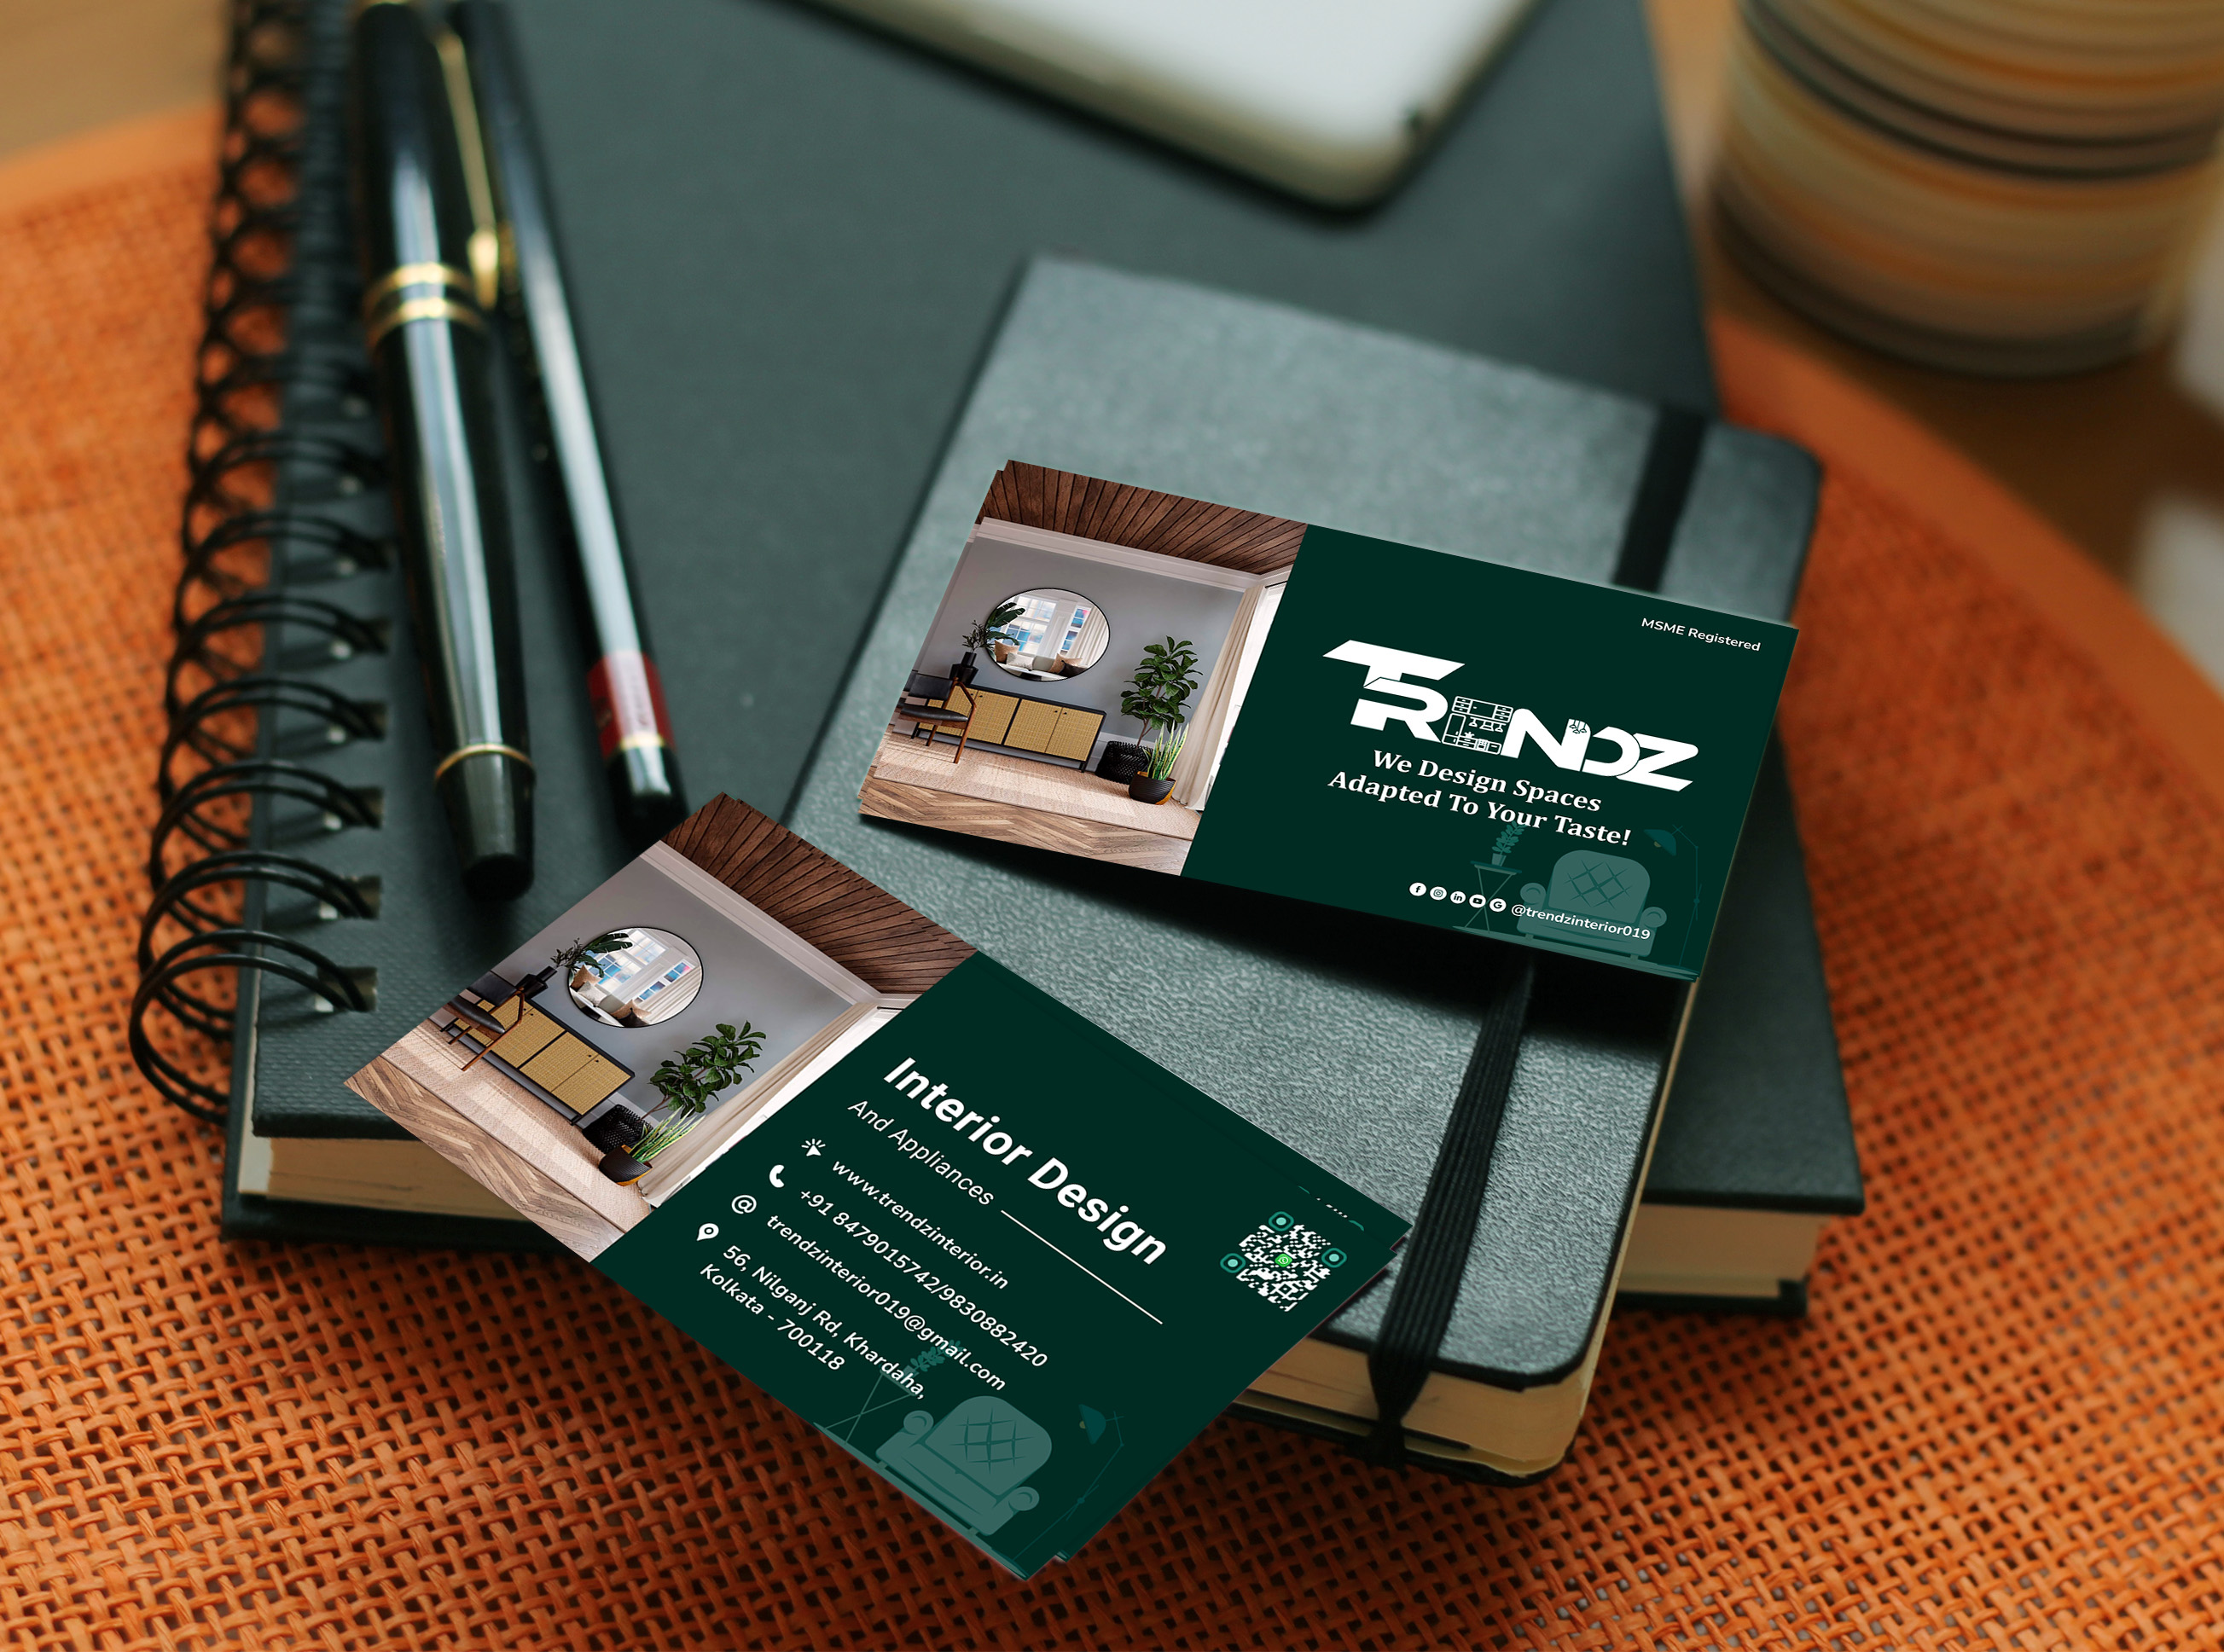 MSME Registered
TRENDZ
We Design Spaces
Adapted To Your Taste!
@trendzinterior019
Interior Design
And Appliances
www.trendzinterior.in
+91 8479015742/9830882420
trendzinterior019@gmail.com
56, Nilganj Rd, Khardaha,
Kolkata - 700118